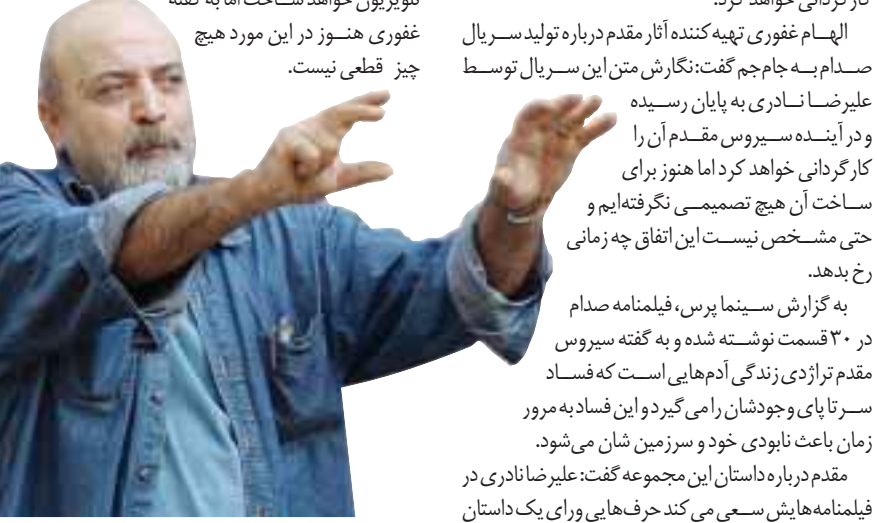 کارگردانی خواهد کرد.
الهام غفوری تهیه‌کننده آثار مقدم درباره تولید سریال
صدام به جام‌جم گفت: نگارش متن این سریال توسط
علیرضا نادری به پایان رسیده
و در آینده سیروس مقدم آن را
کارگردانی خواهد کرد اما هنوز برای
ساخت آن هیچ تصمیمی نگرفته‌ایم و
حتی مشخص نیست این اتفاق چه زمانی
رخ بدهد.
به گزارش سینما پرس، فیلمنامه صدام
در ۳۰ قسمت نوشته شده و به گفته سیروس
مقدم تراژدی زندگی آدم‌هایی است که فساد
سر تا پای وجودشان را می‌گیرد و این فساد به مرور
زمان باعث نابودی خود و سرزمین شان می‌شود.
مقدم درباره داستان این مجموعه گفت: علیرضا نادری در
فیلمنامه‌هایش سعی می‌کند حرف‌هایی ورای یک داستان
تلویزیون خواهد ساخت اما به گفته
غفوری هنوز در این مورد هیچ
چیز قطعی نیست.